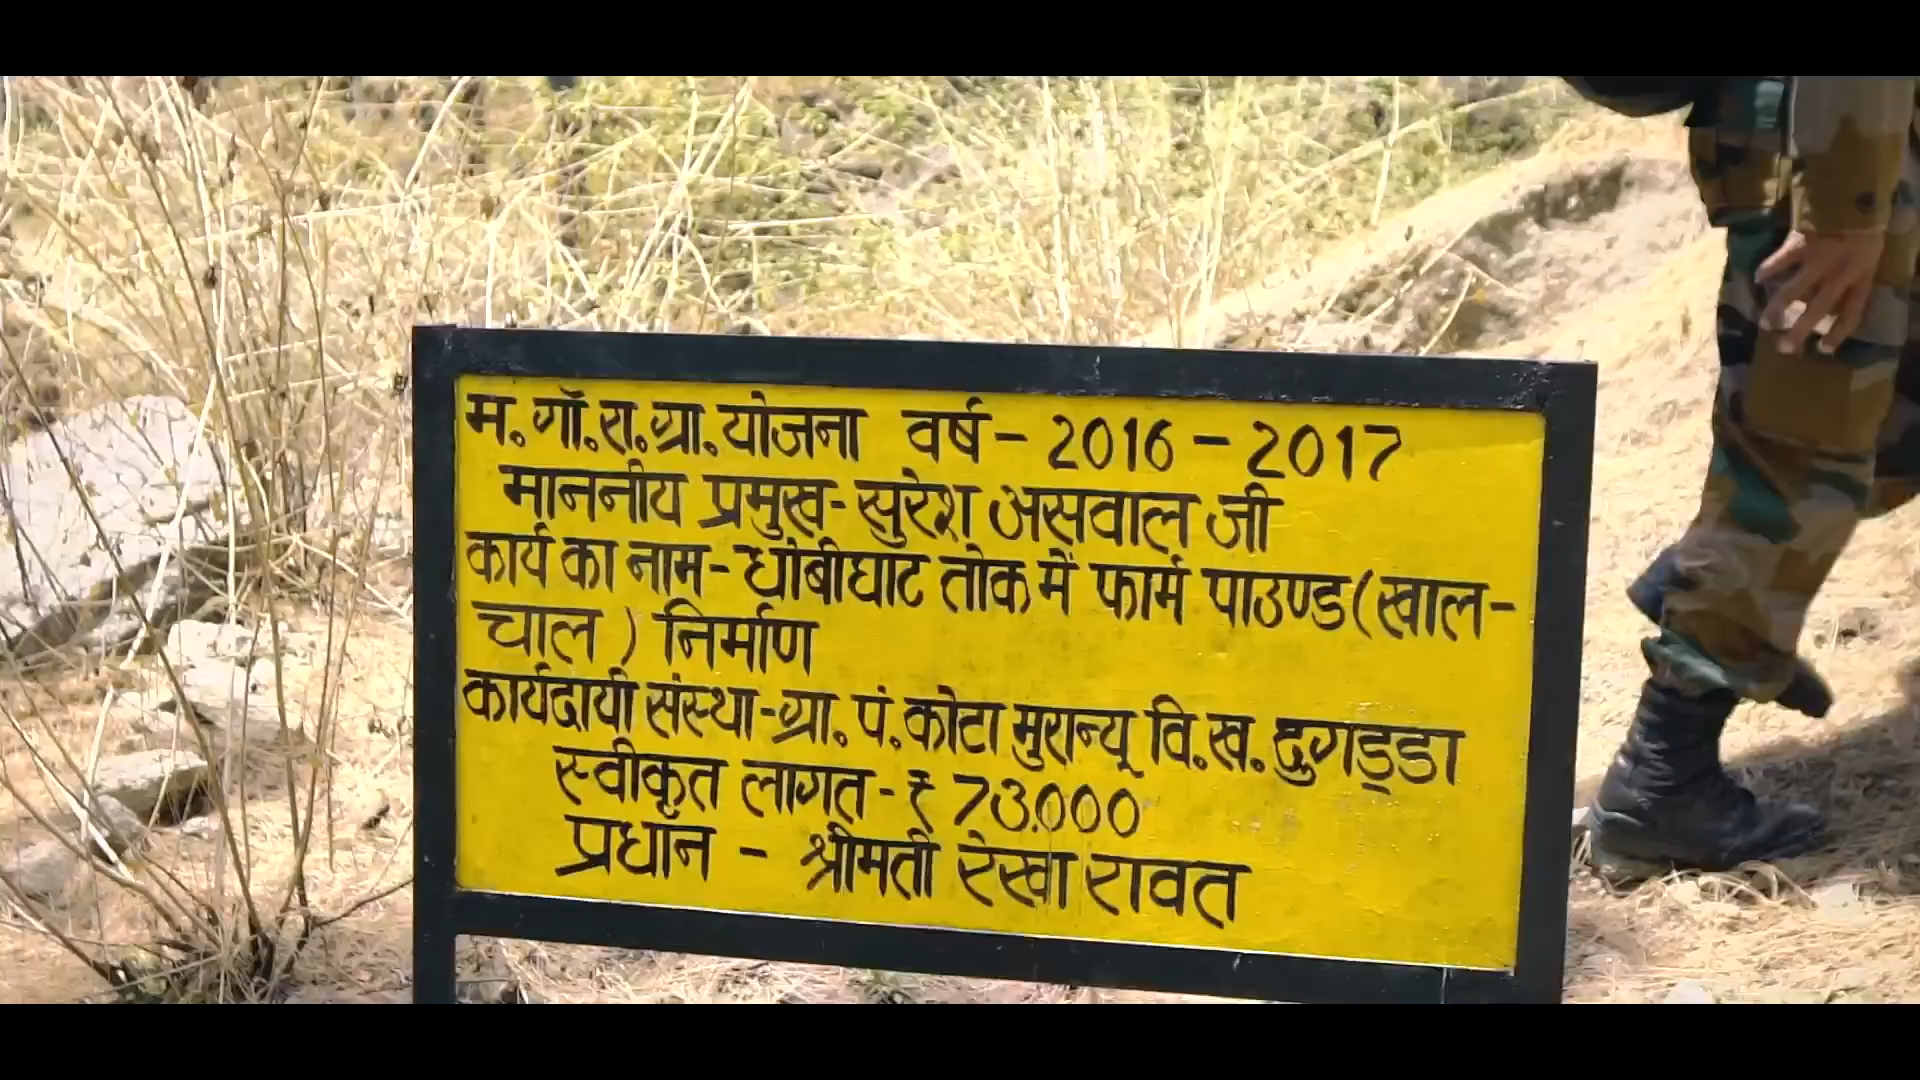 म.गॉ.रा.ग्रा.योजना वर्ष - 2016 - 2017
माननीय प्रमुख - सुरेश असवाल जी
कार्य का नाम - धोबीघाट तोक में फार्म पाउण्ड (खाल-
चाल) निर्माण
कार्यदायी संस्था - ग्रा. पं. कोटा मुरान्यू वि.ख. दुगड्डा
स्वीकृत लागत - ₹ 73.000
प्रधान - श्रीमती रेखा रावत